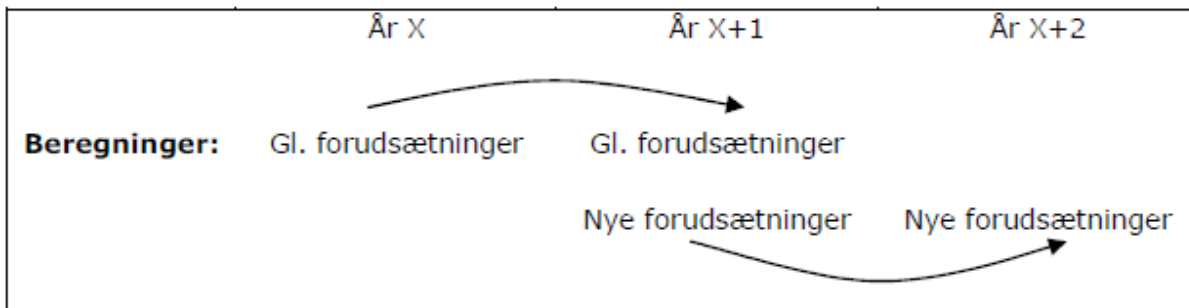 År X År X+1 År X+2
Beregninger: Gl. forudsætninger Gl. forudsætninger
Nye forudsætninger Nye forudsætninger